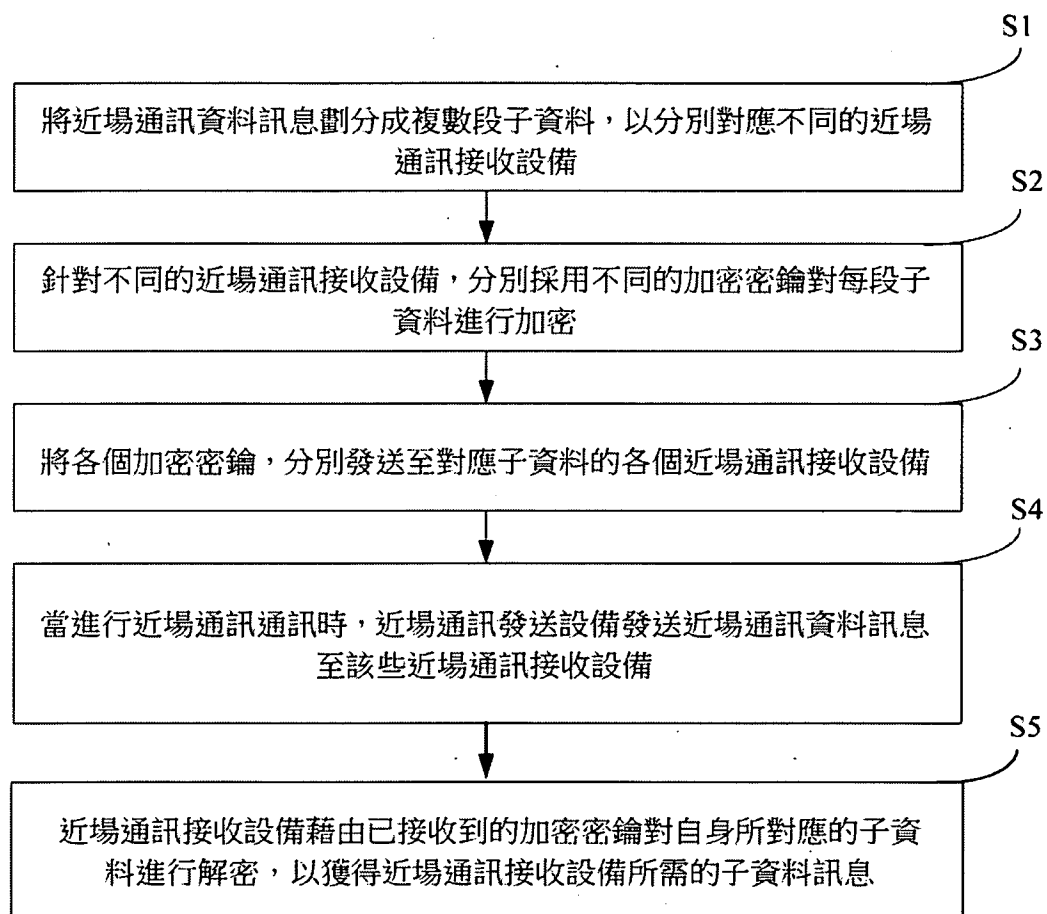 S1
將近場通訊資料訊息劃分成複數段子資料，以分別對應不同的近場
通訊接收設備
S2
針對不同的近場通訊接收設備，分別採用不同的加密密鑰對每段子
資料進行加密
S3
將各個加密密鑰，分別發送至對應子資料的各個近場通訊接收設備
S4
當進行近場通訊通訊時，近場通訊發送設備發送近場通訊資料訊息
至該些近場通訊接收設備
S5
近場通訊接收設備藉由已接收到的加密密鑰對自身所對應的子資
料進行解密，以獲得近場通訊接收設備所需的子資料訊息